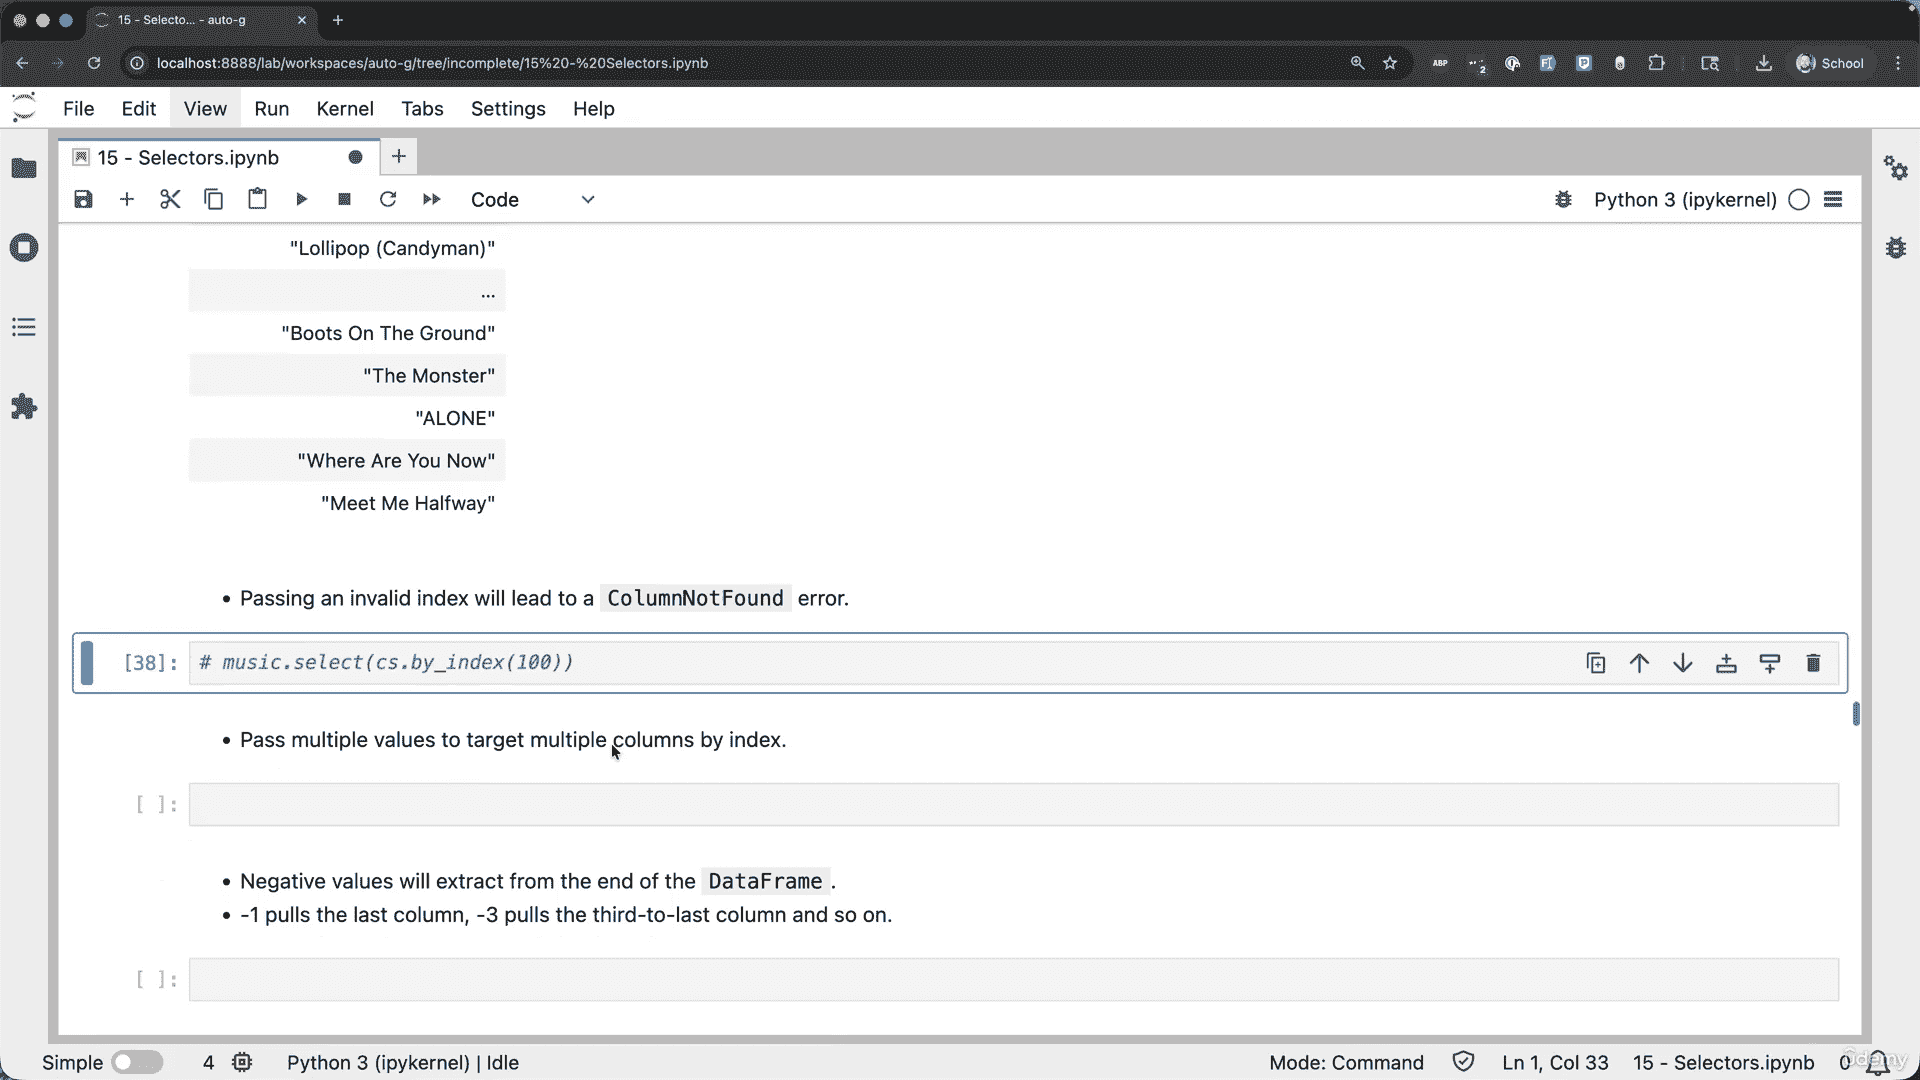 15 - Selecto... - auto-g
localhost:8888/lab/workspaces/auto-g/tree/incomplete/15%20-%20Selectors.ipynb
ABP
2
School
File Edit View Run Kernel Tabs Settings Help
15 - Selectors.ipynb
Code
Python 3 (ipykernel)
"Lollipop (Candyman)"
...
"Boots On The Ground"
"The Monster"
"ALONE"
"Where Are You Now"
"Meet Me Halfway"
• Passing an invalid index will lead to a ColumnNotFound error.
[38]: # music.select(cs.by_index(100))
• Pass multiple values to target multiple columns by index.
[ ]:
• Negative values will extract from the end of the DataFrame.
• -1 pulls the last column, -3 pulls the third-to-last column and so on.
[ ]:
Simple 4 Python 3 (ipykernel) | Idle Mode: Command Ln 1, Col 33 15 - Selectors.ipynb 0
Udemy